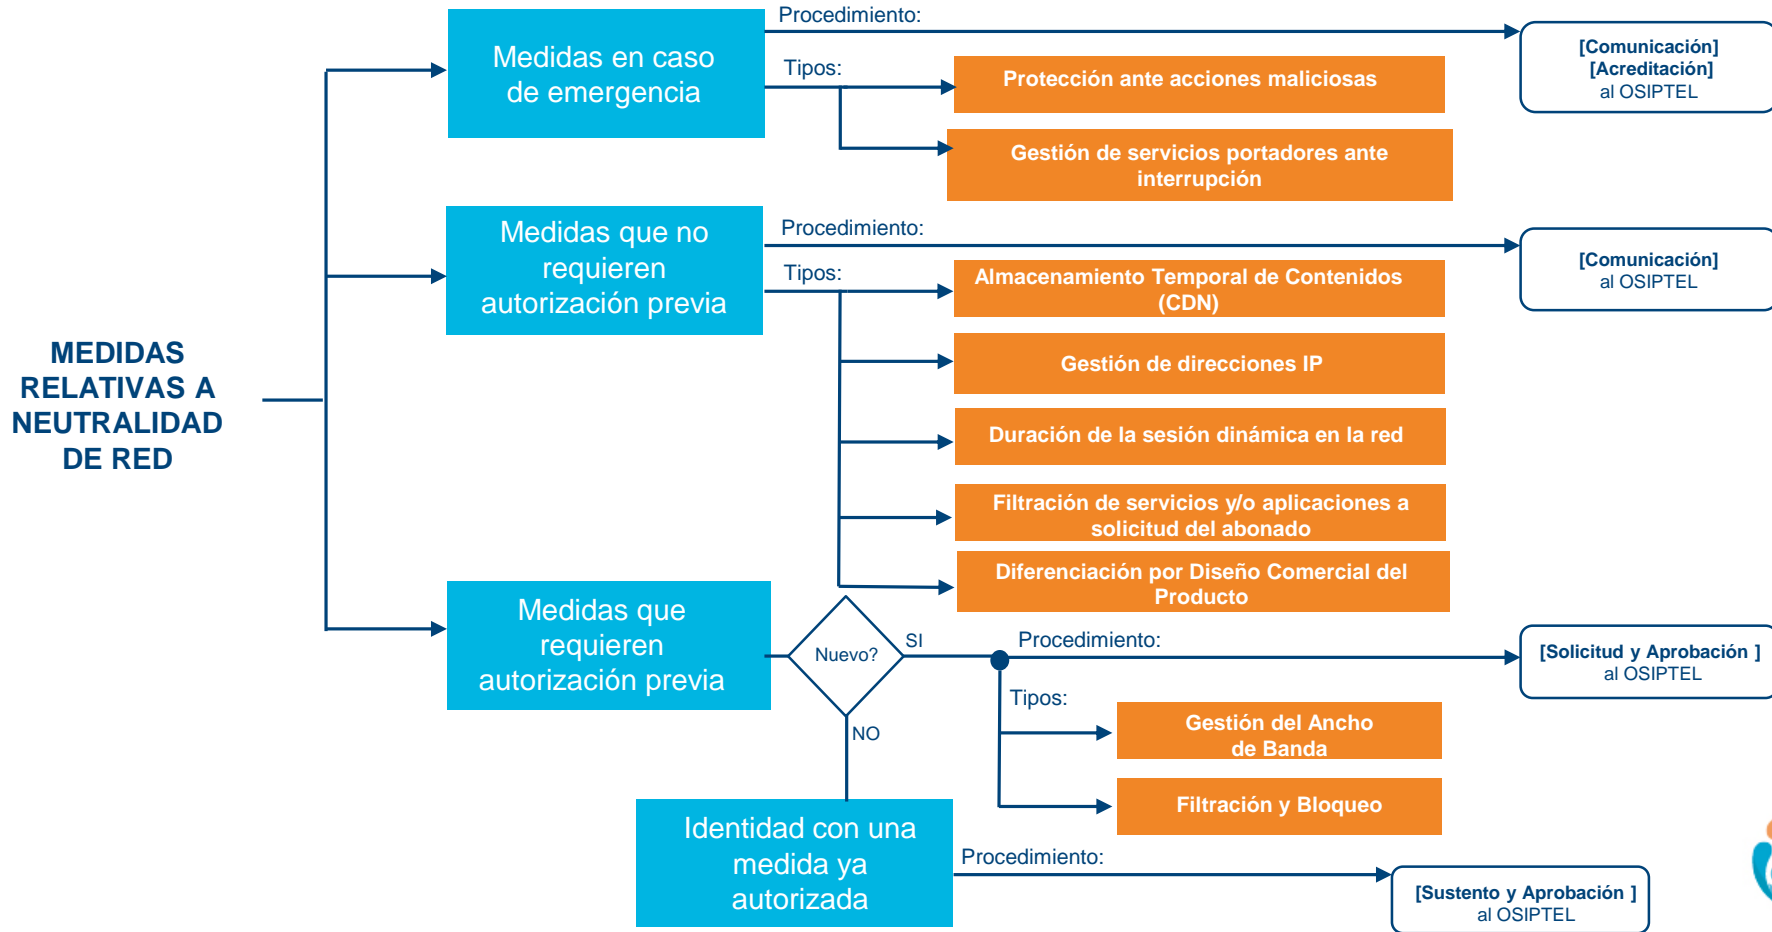 MEDIDAS
RELATIVAS A
NEUTRALIDAD
DE RED
Medidas en caso
de emergencia
Procedimiento:
[Comunicación]
[Acreditación]
al OSIPTEL
Tipos:
Protección ante acciones maliciosas
Gestión de servicios portadores ante
interrupción
Medidas que no
requieren
autorización previa
Procedimiento:
[Comunicación]
al OSIPTEL
Tipos:
Almacenamiento Temporal de Contenidos
(CDN)
Gestión de direcciones IP
Duración de la sesión dinámica en la red
Filtración de servicios y/o aplicaciones a
solicitud del abonado
Diferenciación por Diseño Comercial del
Producto
Medidas que
requieren
autorización previa
Nuevo?
SI
Procedimiento:
[Solicitud y Aprobación ]
al OSIPTEL
Tipos:
Gestión del Ancho
de Banda
Filtración y Bloqueo
NO
Identidad con una
medida ya
autorizada
Procedimiento:
[Sustento y Aprobación ]
al OSIPTEL